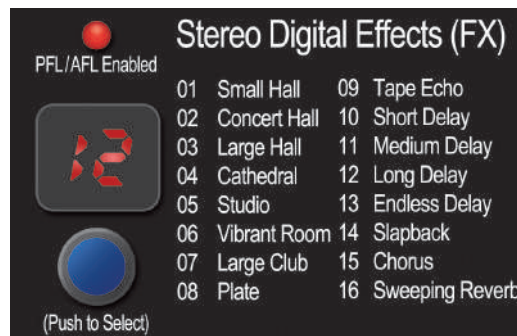 Stereo Digital Effects (FX)
PFL/AFL Enabled
12
(Push to Select)
01 Small Hall
02 Concert Hall
03 Large Hall
04 Cathedral
05 Studio
06 Vibrant Room
07 Large Club
08 Plate
09 Tape Echo
10 Short Delay
11 Medium Delay
12 Long Delay
13 Endless Delay
14 Slapback
15 Chorus
16 Sweeping Reverb